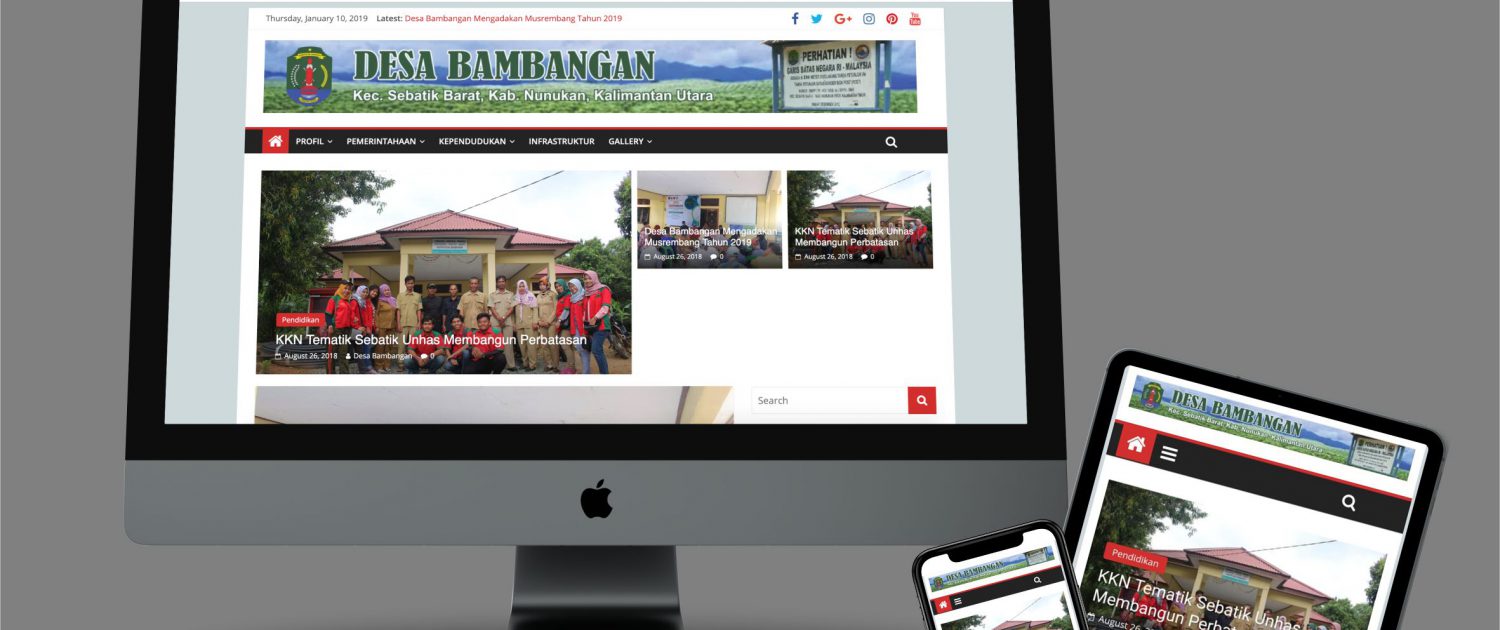 Thursday, January 10, 2019 Latest: Desa Bambangan Mengadakan Musrembang Tahun 2019
You Tube
DESA BAMBANGAN
Kec. Sebatik Barat, Kab. Nunukan, Kalimantan Utara
PERHATIAN !
GARIS BATAS NEGARA RI - MALAYSIA
PROFIL PEMERINTAHAAN KEPENDUDUKAN INFRASTRUKTUR GALLERY
Pendidikan
KKN Tematik Sebatik Unhas Membangun Perbatasan
August 26, 2018 Desa Bambangan 0
Desa Bambangan Mengadakan
Musrembang Tahun 2019
August 26, 2018 0
KKN Tematik Sebatik Unhas
Membangun Perbatasan
August 26, 2018 0
Search
DESA BAMBANGAN
Kec. Sebatik Barat, Kab. Nunukan, Kalimantan Utara
PERHATIAN !
Pendidikan
KKN Tematik Sebatik Unhas
Membangun Perbatasan
August 26
DESA BAMBANGAN